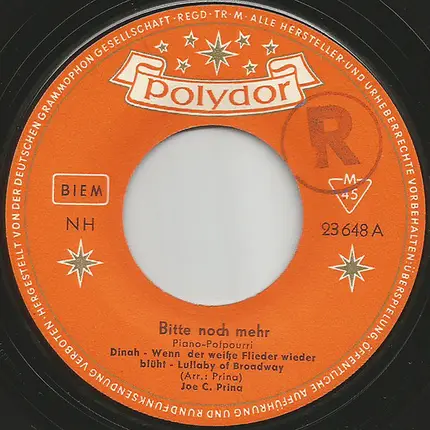 DEUTSCHEN GRAMMOPHONGESELLSCHAFT - REGD · TR · M - ALLE HERSTELLER- UND URHEBERRECHTE VORBEHALTEN · ÜBERSPIELUNG, ÖFFENTLICHE AUFFÜHRUNG UND RUNDFUNKSENDUNG VERBOTEN · HERGESTELLT VON DER
Polydor
R
BIEM
M
45
NH
23 648 A
Bitte noch mehr
Piano-Potpourri
Dinah - Wenn der weiße Flieder wieder
blüht - Lullaby of Broadway
(Arr.: Prina)
Joe C. Prina